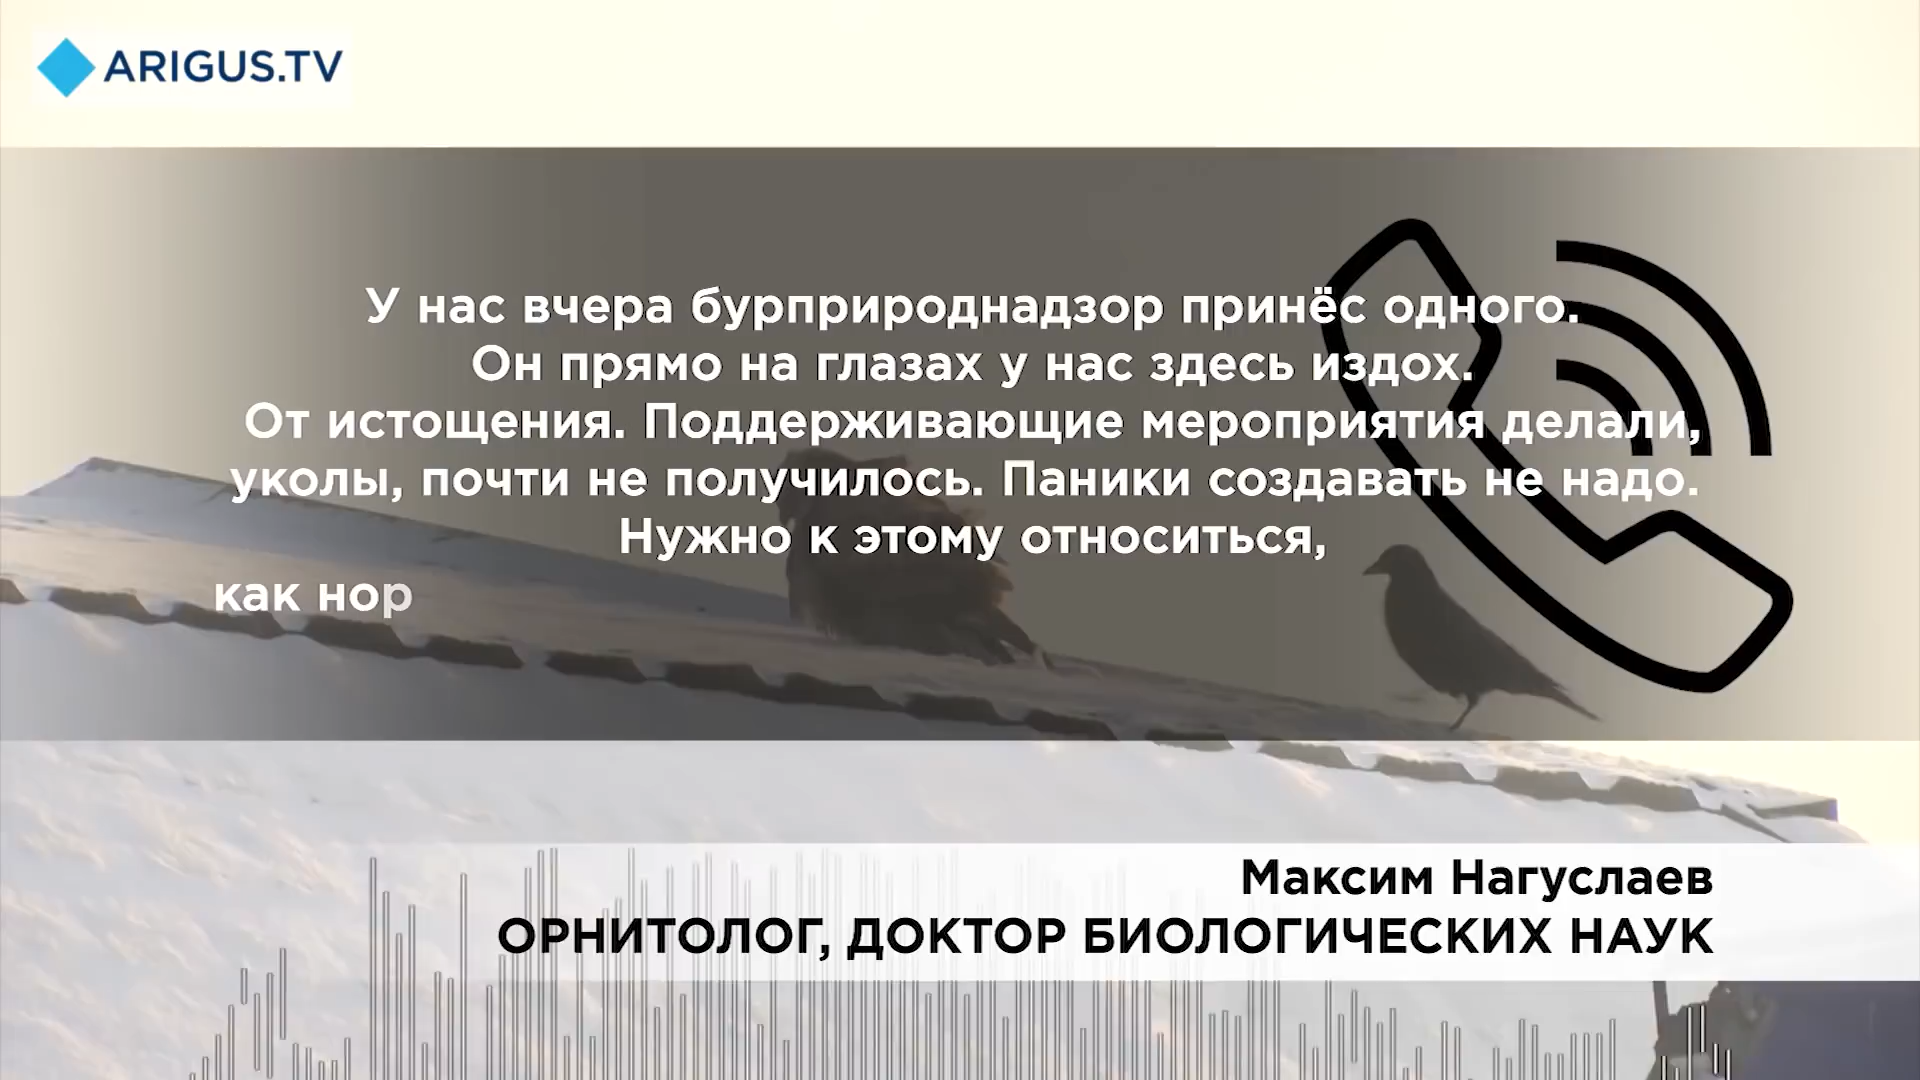 ARIGUS.TV
У нас вчера бурприроднадзор принёс одного.
Он прямо на глазах у нас здесь издох.
От истощения. Поддерживающие мероприятия делали,
уколы, почти не получилось. Паники создавать не надо.
Нужно к этому относиться,
как нор
Максим Нагуслаев
ОРНИТОЛОГ, ДОКТОР БИОЛОГИЧЕСКИХ НАУК